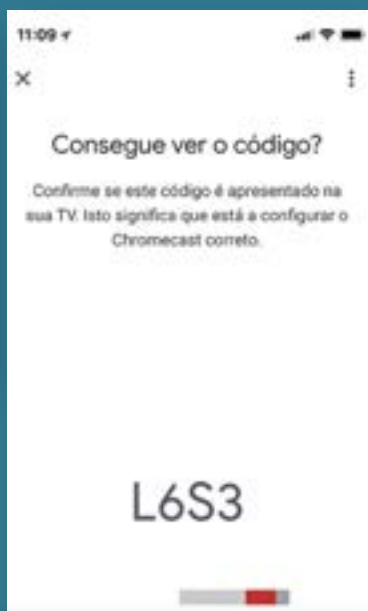 11:09
Consegue ver o código?
Confirme se este código é apresentado na
sua TV. Isto significa que está a configurar o
Chromecast correto.
L6S3